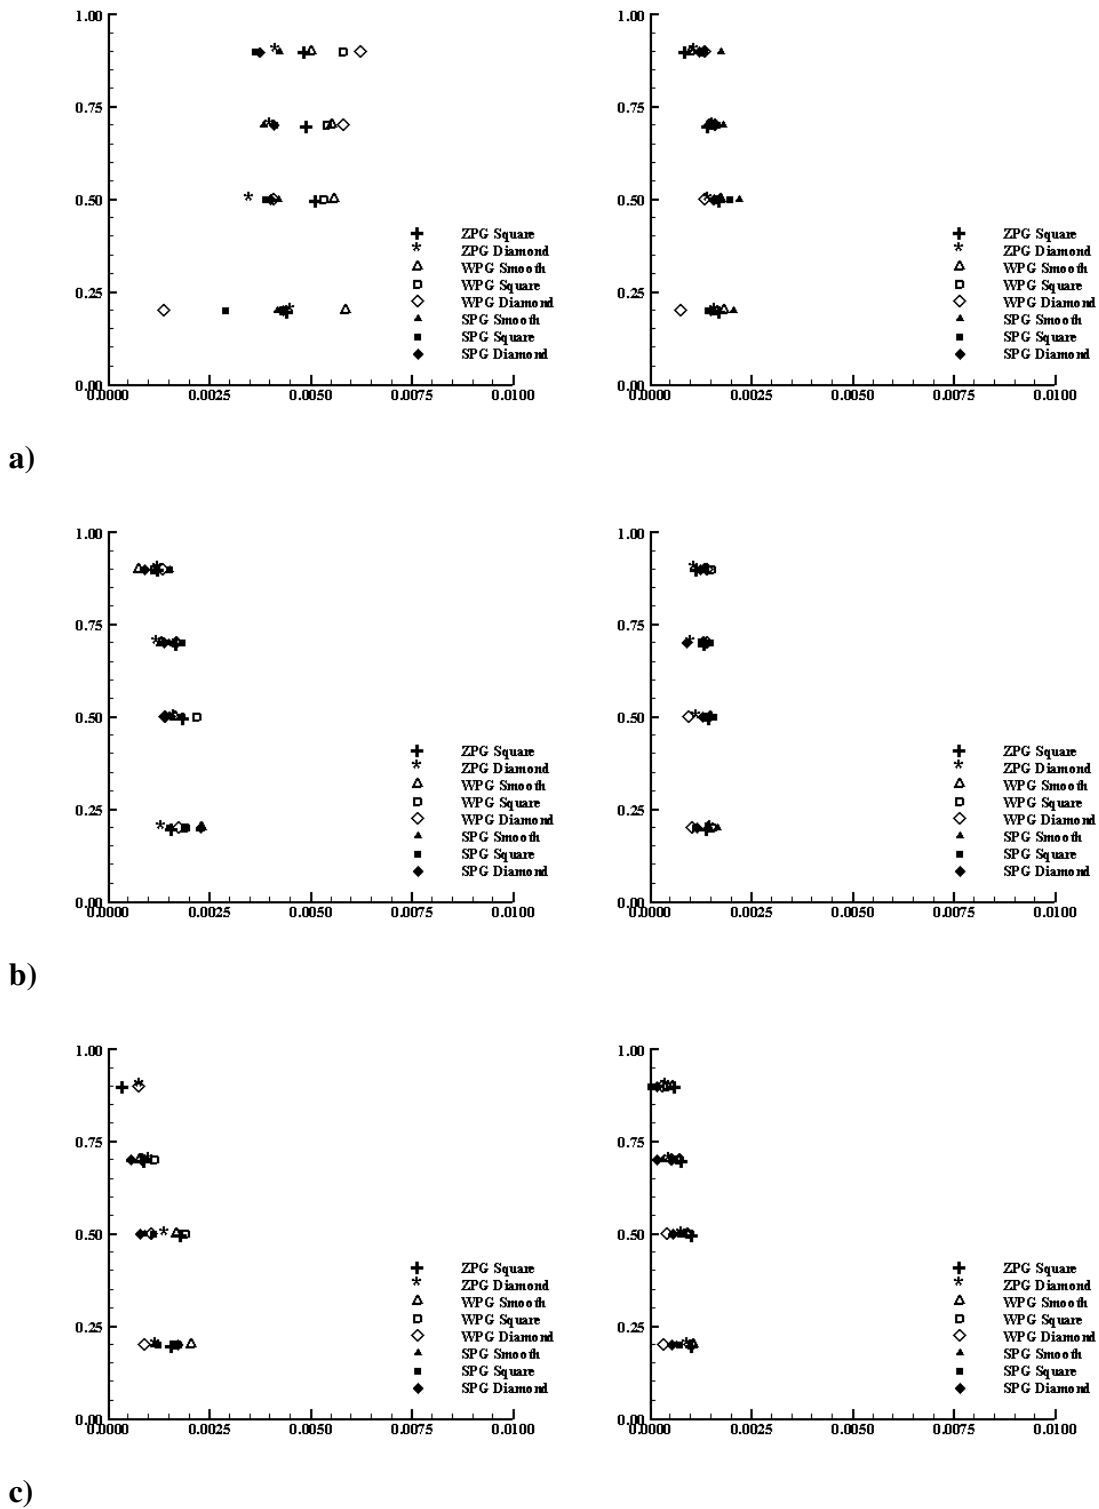 1.00 1.00
0.75 0.75
0.50 0.50
ZPG Square ZPG Square
ZPG Diamond ZPG Diamond
WPG Smooth WPG Smooth
WPG Square WPG Square
0.25 WPG Diamond 0.25 WPG Diamond
SPG Smooth SPG Smooth
SPG Square SPG Square
SPG Diamond SPG Diamond
0.00 0.00
0.0000 0.0025 0.0050 0.0075 0.0100 0.0000 0.0025 0.0050 0.0075 0.0100
a)
1.00 1.00
0.75 0.75
0.50 0.50
ZPG Square ZPG Square
ZPG Diamond ZPG Diamond
WPG Smooth WPG Smooth
WPG Square WPG Square
0.25 WPG Diamond 0.25 WPG Diamond
SPG Smooth SPG Smooth
SPG Square SPG Square
SPG Diamond SPG Diamond
0.00 0.00
0.0000 0.0025 0.0050 0.0075 0.0100 0.0000 0.0025 0.0050 0.0075 0.0100
b)
1.00 1.00
0.75 0.75
0.50 0.50
ZPG Square ZPG Square
ZPG Diamond ZPG Diamond
WPG Smooth WPG Smooth
WPG Square WPG Square
0.25 WPG Diamond 0.25 WPG Diamond
SPG Smooth SPG Smooth
SPG Square SPG Square
SPG Diamond SPG Diamond
0.00 0.00
0.0000 0.0025 0.0050 0.0075 0.0100 0.0000 0.0025 0.0050 0.0075 0.0100
c)